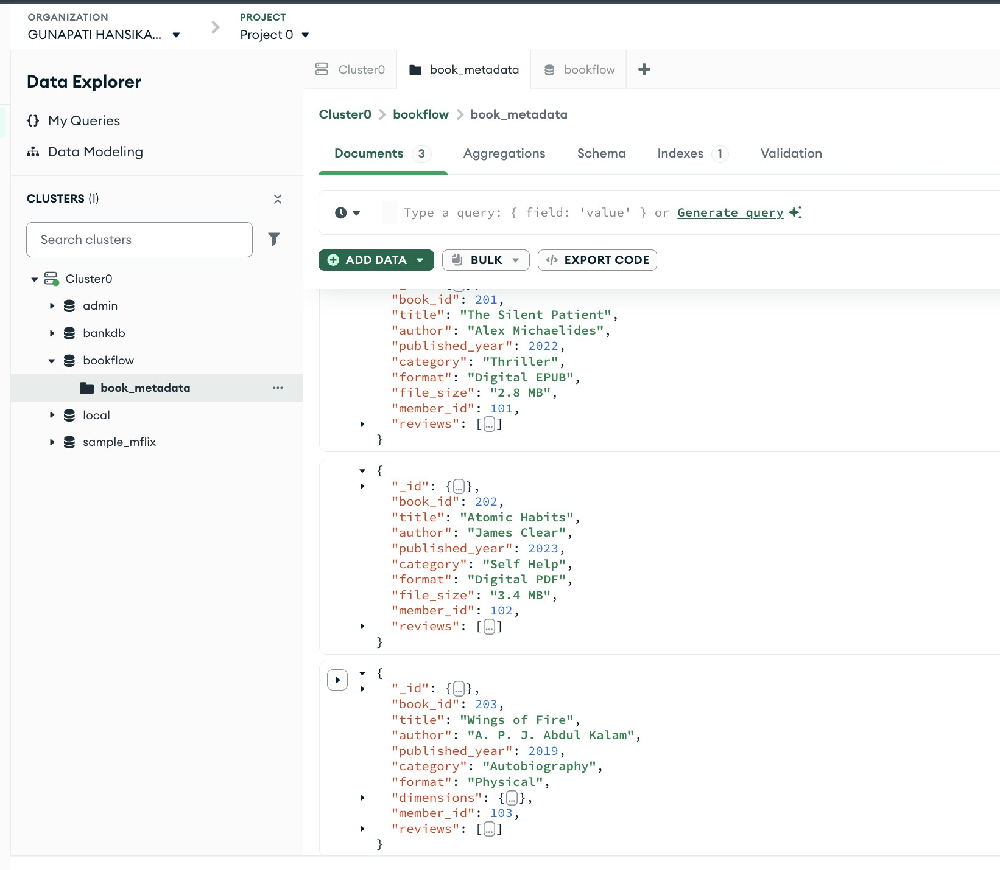 ORGANIZATION
GUNAPATI HANSIKA...
PROJECT
Project 0
Data Explorer
My Queries
Data Modeling
CLUSTERS (1)
Search clusters
Cluster0
admin
bankdb
bookflow
book_metadata
local
sample_mflix
Cluster0
book_metadata
bookflow
Cluster0 > bookflow > book_metadata
Documents 3
Aggregations
Schema
Indexes 1
Validation
Type a query: { field: 'value' } or Generate query
ADD DATA
BULK
</> EXPORT CODE
"book_id": 201,
"title": "The Silent Patient",
"author": "Alex Michaelides",
"published_year": 2022,
"category": "Thriller",
"format": "Digital EPUB",
"file_size": "2.8 MB",
"member_id": 101,
"reviews": […]
}
{
"_id": {…},
"book_id": 202,
"title": "Atomic Habits",
"author": "James Clear",
"published_year": 2023,
"category": "Self Help",
"format": "Digital PDF",
"file_size": "3.4 MB",
"member_id": 102,
"reviews": […]
}
{
"_id": {…},
"book_id": 203,
"title": "Wings of Fire",
"author": "A. P. J. Abdul Kalam",
"published_year": 2019,
"category": "Autobiography",
"format": "Physical",
"dimensions": {…},
"member_id": 103,
"reviews": […]
}